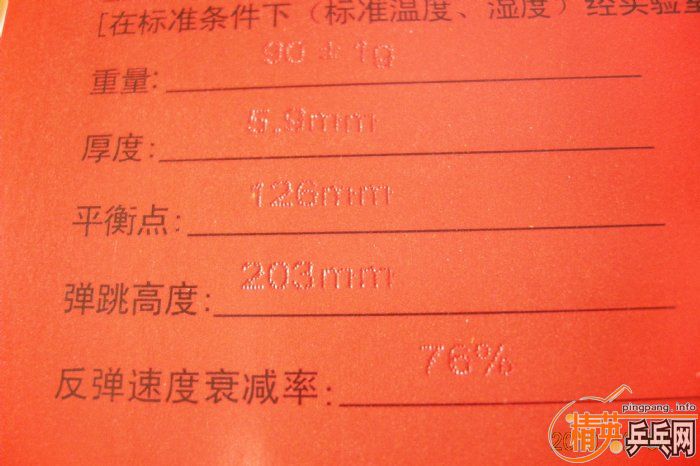 [在标准条件下（标准温度、湿度）经实验室
重量: 90 ± 1g
厚度: 5.9mm
平衡点: 126mm
弹跳高度: 203mm
反弹速度衰减率: 76%
pingpang.info
精英乒乓网